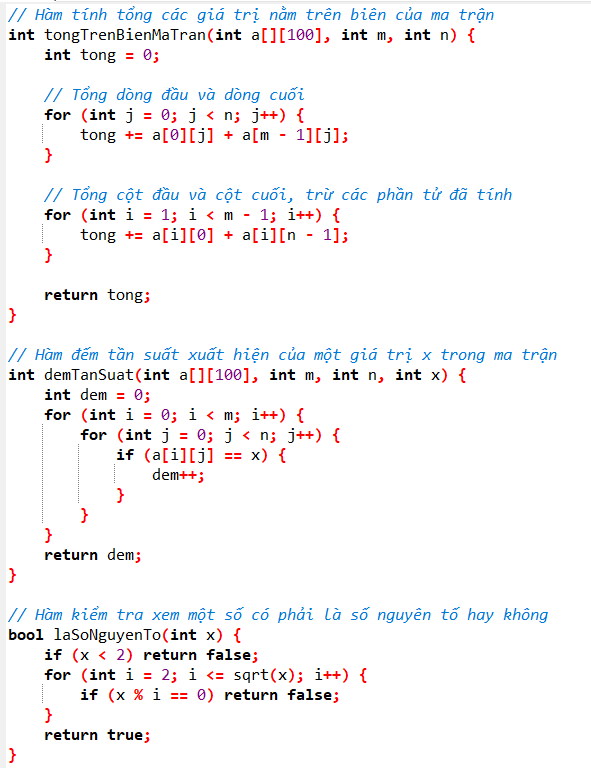 // Hàm tính tổng các giá trị nằm trên biên của ma trận
int tongTrenBienMaTran(int a[][100], int m, int n) {
    int tong = 0;

    // Tổng dòng đầu và dòng cuối
    for (int j = 0; j < n; j++) {
        tong += a[0][j] + a[m - 1][j];
    }

    // Tổng cột đầu và cột cuối, trừ các phần tử đã tính
    for (int i = 1; i < m - 1; i++) {
        tong += a[i][0] + a[i][n - 1];
    }

    return tong;
}

// Hàm đếm tần suất xuất hiện của một giá trị x trong ma trận
int demTanSuat(int a[][100], int m, int n, int x) {
    int dem = 0;
    for (int i = 0; i < m; i++) {
        for (int j = 0; j < n; j++) {
            if (a[i][j] == x) {
                dem++;
            }
        }
    }
    return dem;
}

// Hàm kiểm tra xem một số có phải là số nguyên tố hay không
bool laSoNguyenTo(int x) {
    if (x < 2) return false;
    for (int i = 2; i <= sqrt(x); i++) {
        if (x % i == 0) return false;
    }
    return true;
}